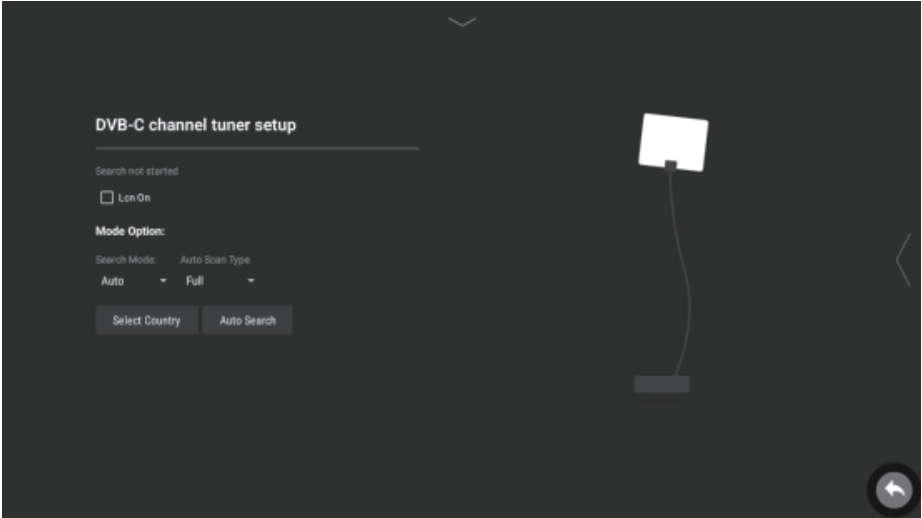 DVB-C channel tuner setup
Search not started
Lcn On
Mode Option:
Search Mode: Auto Scan Type
Auto Full
Select Country Auto Search